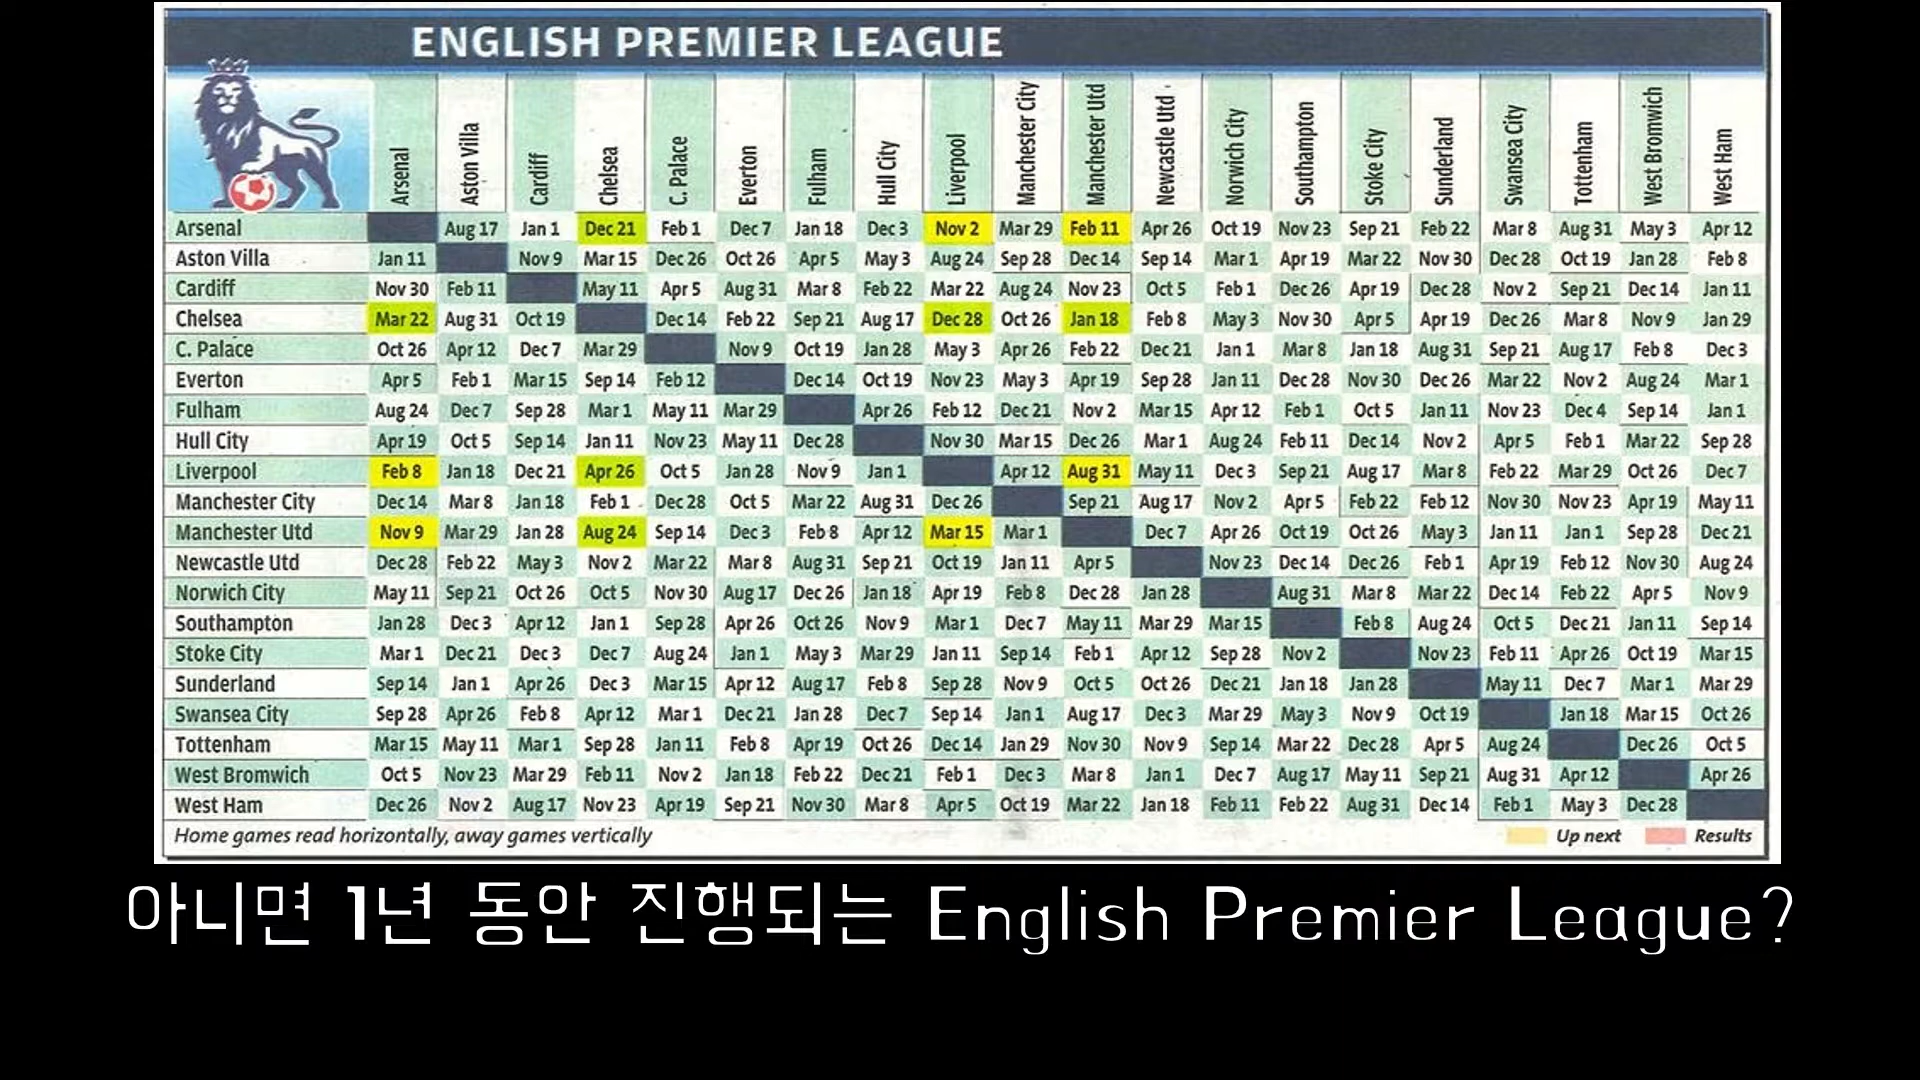 ENGLISH PREMIER LEAGUE
Arsenal Aston Villa Cardiff Chelsea C. Palace Everton Fulham Hull City Liverpool Manchester City Manchester Utd Newcastle Utd Norwich City Southampton Stoke City Sunderland Swansea City Tottenham West Bromwich West Ham
Arsenal Aug 17 Jan 1 Dec 21 Feb 1 Dec 7 Jan 18 Dec 3 Nov 2 Mar 29 Feb 11 Apr 26 Oct 19 Nov 23 Sep 21 Feb 22 Mar 8 Aug 31 May 3 Apr 12
Aston Villa Jan 11 Nov 9 Mar 15 Dec 26 Oct 26 Apr 5 May 3 Aug 24 Sep 28 Dec 14 Sep 14 Mar 1 Apr 19 Mar 22 Nov 30 Dec 28 Oct 19 Jan 28 Feb 8
Cardiff Nov 30 Feb 11 May 11 Apr 5 Aug 31 Mar 8 Feb 22 Mar 22 Aug 24 Nov 23 Oct 5 Feb 1 Dec 26 Apr 19 Dec 28 Nov 2 Sep 21 Dec 14 Jan 11
Chelsea Mar 22 Aug 31 Oct 19 Dec 14 Feb 22 Sep 21 Aug 17 Dec 28 Oct 26 Jan 18 Feb 8 May 3 Nov 30 Apr 5 Apr 19 Dec 26 Mar 8 Nov 9 Jan 29
C. Palace Oct 26 Apr 12 Dec 7 Mar 29 Nov 9 Oct 19 Jan 28 May 3 Apr 26 Feb 22 Dec 21 Jan 1 Mar 8 Jan 18 Aug 31 Sep 21 Aug 17 Feb 8 Dec 3
Everton Apr 5 Feb 1 Mar 15 Sep 14 Feb 12 Dec 14 Oct 19 Nov 23 May 3 Apr 19 Sep 28 Jan 11 Dec 28 Nov 30 Dec 26 Mar 22 Nov 2 Aug 24 Mar 1
Fulham Aug 24 Dec 7 Sep 28 Mar 1 May 11 Mar 29 Apr 26 Feb 12 Dec 21 Nov 2 Mar 15 Apr 12 Feb 1 Oct 5 Jan 11 Nov 23 Dec 4 Sep 14 Jan 1
Hull City Apr 19 Oct 5 Sep 14 Jan 11 Nov 23 May 11 Dec 28 Nov 30 Mar 15 Dec 26 Mar 1 Aug 24 Feb 11 Dec 14 Nov 2 Apr 5 Feb 1 Mar 22 Sep 28
Liverpool Feb 8 Jan 18 Dec 21 Apr 26 Oct 5 Jan 28 Nov 9 Jan 1 Apr 12 Aug 31 May 11 Dec 3 Sep 21 Aug 17 Mar 8 Feb 22 Mar 29 Oct 26 Dec 7
Manchester City Dec 14 Mar 8 Jan 18 Feb 1 Dec 28 Oct 5 Mar 22 Aug 31 Dec 26 Sep 21 Aug 17 Nov 2 Apr 5 Feb 22 Feb 12 Nov 30 Nov 23 Apr 19 May 11
Manchester Utd Nov 9 Mar 29 Jan 28 Aug 24 Sep 14 Dec 3 Feb 8 Apr 12 Mar 15 Mar 1 Dec 7 Apr 26 Oct 19 Oct 26 May 3 Jan 11 Jan 1 Sep 28 Dec 21
Newcastle Utd Dec 28 Feb 22 May 3 Nov 2 Mar 22 Mar 8 Aug 31 Sep 21 Oct 19 Jan 11 Apr 5 Nov 23 Dec 14 Dec 26 Feb 1 Apr 19 Feb 12 Nov 30 Aug 24
Norwich City May 11 Sep 21 Oct 26 Oct 5 Nov 30 Aug 17 Dec 26 Jan 18 Apr 19 Feb 8 Dec 28 Jan 28 Aug 31 Mar 8 Mar 22 Dec 14 Feb 22 Apr 5 Nov 9
Southampton Jan 28 Dec 3 Apr 12 Jan 1 Sep 28 Apr 26 Oct 26 Nov 9 Mar 1 Dec 7 May 11 Mar 29 Mar 15 Feb 8 Aug 24 Oct 5 Dec 21 Jan 11 Sep 14
Stoke City Mar 1 Dec 21 Dec 3 Dec 7 Aug 24 Jan 1 May 3 Mar 29 Jan 11 Sep 14 Feb 1 Apr 12 Sep 28 Nov 2 Nov 23 Feb 11 Apr 26 Oct 19 Mar 15
Sunderland Sep 14 Jan 1 Apr 26 Dec 3 Mar 15 Apr 12 Aug 17 Feb 8 Sep 28 Nov 9 Oct 5 Oct 26 Dec 21 Jan 18 Jan 28 May 11 Dec 7 Mar 1 Mar 29
Swansea City Sep 28 Apr 26 Feb 8 Apr 12 Mar 1 Dec 21 Jan 28 Dec 7 Sep 14 Jan 1 Aug 17 Dec 3 Mar 29 May 3 Nov 9 Oct 19 Jan 18 Mar 15 Oct 26
Tottenham Mar 15 May 11 Mar 1 Sep 28 Jan 11 Feb 8 Apr 19 Oct 26 Dec 14 Jan 29 Nov 30 Nov 9 Sep 14 Mar 22 Dec 28 Apr 5 Aug 24 Dec 26 Oct 5
West Bromwich Oct 5 Nov 23 Mar 29 Feb 11 Nov 2 Jan 18 Feb 22 Dec 21 Feb 1 Dec 3 Mar 8 Jan 1 Dec 7 Aug 17 May 11 Sep 21 Aug 31 Apr 12 Apr 26
West Ham Dec 26 Nov 2 Aug 17 Nov 23 Apr 19 Sep 21 Nov 30 Mar 8 Apr 5 Oct 19 Mar 22 Jan 18 Feb 11 Feb 22 Aug 31 Dec 14 Feb 1 May 3 Dec 28
Home games read horizontally, away games vertically Up next Results
아니면 1년 동안 진행되는 English Premier League?